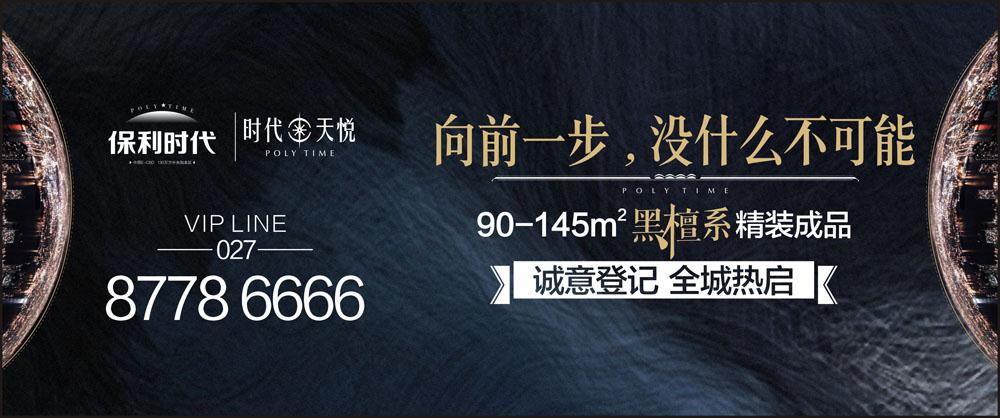 POLY★TIME
保利时代
时代天悦
POLY TIME
VIP LINE
027
8778 6666
向前一步,没什么不可能
POLY TIME
90-145m² 黑檀系 精装成品
诚意登记 全城热启